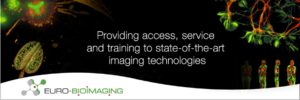 Providing access, service
and training to state-of-the-art
imaging technologies
EURO-BIOIMAGING